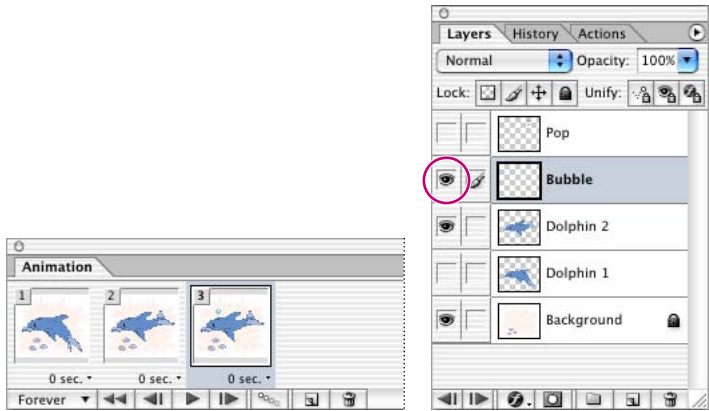 Layers History Actions
Normal Opacity: 100%
Lock: Unify:
Pop
Bubble
Dolphin 2
Dolphin 1
Background
Animation
1 2 3
0 sec. 0 sec. 0 sec.
Forever